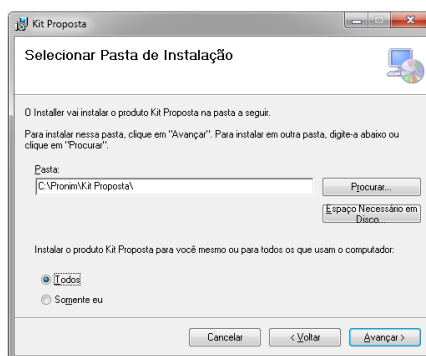 Kit Proposta
Selecionar Pasta de Instalação
O Installer vai instalar o produto Kit Proposta na pasta a seguir.
Para instalar nessa pasta, clique em "Avançar". Para instalar em outra pasta, digite-a abaixo ou
clique em "Procurar".
Pasta:
C:\Pronim\Kit Proposta\
Procurar...
Espaço Necessário em
Disco...
Instalar o produto Kit Proposta para você mesmo ou para todos os que usam o computador:
Todos
Somente eu
Cancelar
< Voltar
Avançar >